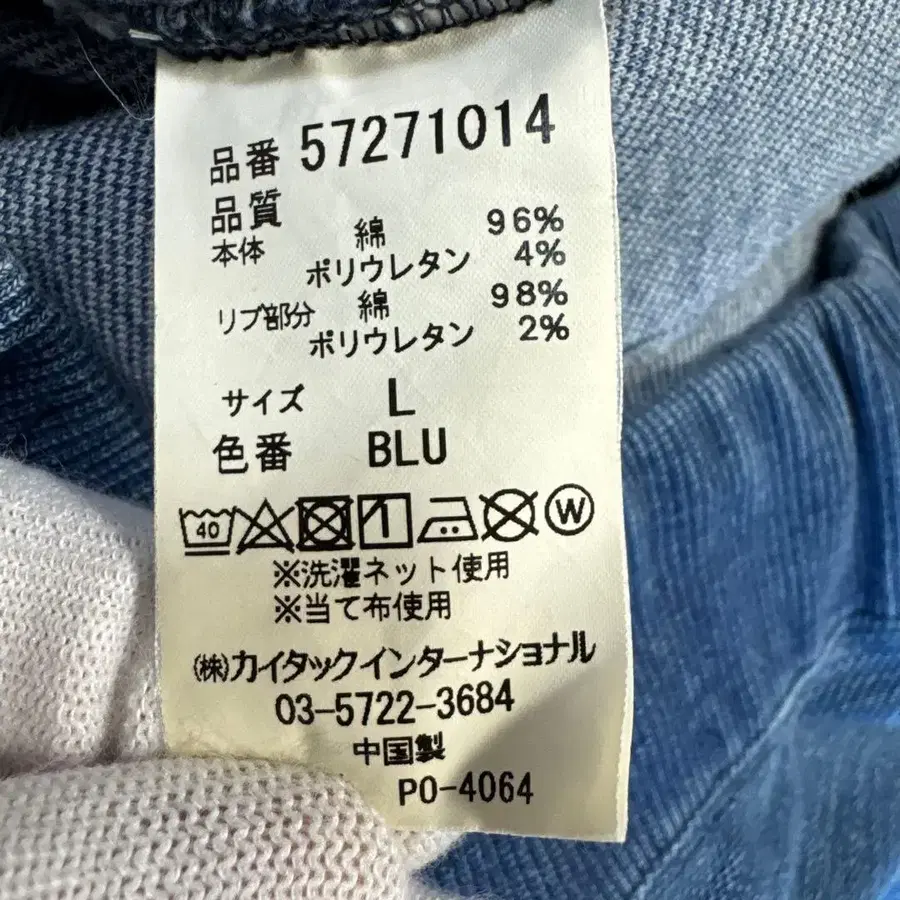 品番 57271014
品質
本体 綿 96%
ポリウレタン 4%
リブ部分 綿 98%
ポリウレタン 2%
サイズ L
色番 BLU
40 W
※洗濯ネット使用
※当て布使用
㈱カイタックインターナショナル
03-5722-3684
中国製
PO-4064